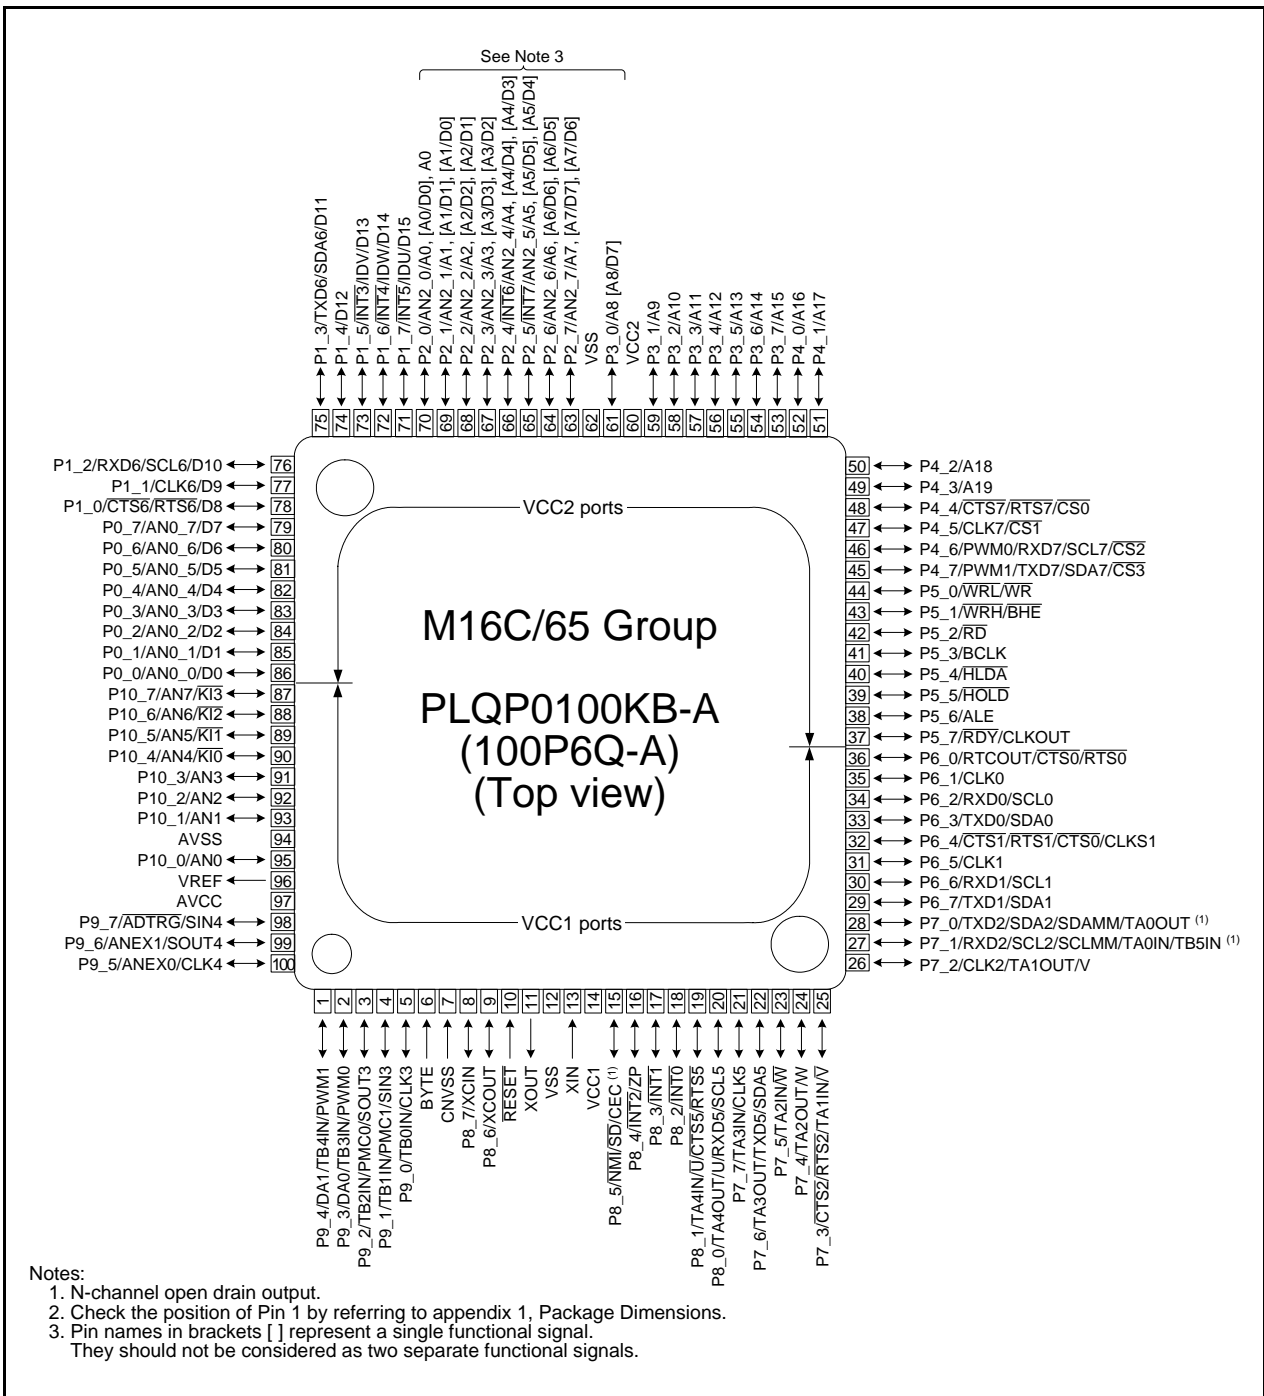 See Note 3
P1_3/TXD6/SDA6/D11
P1_4/D12
P1_5/INT3/IDV/D13
P1_6/INT4/IDW/D14
P1_7/INT5/IDU/D15
P2_0/AN2_0/A0, [A0/D0], A0
P2_1/AN2_1/A1, [A1/D1], [A1/D0]
P2_2/AN2_2/A2, [A2/D2], [A2/D1]
P2_3/AN2_3/A3, [A3/D3], [A3/D2]
P2_4/INT6/AN2_4/A4, [A4/D4], [A4/D3]
P2_5/INT7/AN2_5/A5, [A5/D5], [A5/D4]
P2_6/AN2_6/A6, [A6/D6], [A6/D5]
P2_7/AN2_7/A7, [A7/D7], [A7/D6]
VSS
P3_0/A8 [A8/D7]
VCC2
P3_1/A9
P3_2/A10
P3_3/A11
P3_4/A12
P3_5/A13
P3_6/A14
P3_7/A15
P4_0/A16
P4_1/A17
75 74 73 72 71 70 69 68 67 66 65 64 63 62 61 60 59 58 57 56 55 54 53 52 51
P1_2/RXD6/SCL6/D10 76
P1_1/CLK6/D9 77
P1_0/CTS6/RTS6/D8 78
P0_7/AN0_7/D7 79
P0_6/AN0_6/D6 80
P0_5/AN0_5/D5 81
P0_4/AN0_4/D4 82
P0_3/AN0_3/D3 83
P0_2/AN0_2/D2 84
P0_1/AN0_1/D1 85
P0_0/AN0_0/D0 86
P10_7/AN7/KI3 87
P10_6/AN6/KI2 88
P10_5/AN5/KI1 89
P10_4/AN4/KI0 90
P10_3/AN3 91
P10_2/AN2 92
P10_1/AN1 93
AVSS 94
P10_0/AN0 95
VREF 96
AVCC 97
P9_7/ADTRG/SIN4 98
P9_6/ANEX1/SOUT4 99
P9_5/ANEX0/CLK4 100
VCC2 ports
M16C/65 Group
PLQP0100KB-A
(100P6Q-A)
(Top view)
VCC1 ports
50 P4_2/A18
49 P4_3/A19
48 P4_4/CTS7/RTS7/CS0
47 P4_5/CLK7/CS1
46 P4_6/PWM0/RXD7/SCL7/CS2
45 P4_7/PWM1/TXD7/SDA7/CS3
44 P5_0/WRL/WR
43 P5_1/WRH/BHE
42 P5_2/RD
41 P5_3/BCLK
40 P5_4/HLDA
39 P5_5/HOLD
38 P5_6/ALE
37 P5_7/RDY/CLKOUT
36 P6_0/RTCOUT/CTS0/RTS0
35 P6_1/CLK0
34 P6_2/RXD0/SCL0
33 P6_3/TXD0/SDA0
32 P6_4/CTS1/RTS1/CTS0/CLKS1
31 P6_5/CLK1
30 P6_6/RXD1/SCL1
29 P6_7/TXD1/SDA1
28 P7_0/TXD2/SDA2/SDAMM/TA0OUT (1)
27 P7_1/RXD2/SCL2/SCLMM/TA0IN/TB5IN (1)
26 P7_2/CLK2/TA1OUT/V
1 2 3 4 5 6 7 8 9 10 11 12 13 14 15 16 17 18 19 20 21 22 23 24 25
P9_4/DA1/TB4IN/PWM1
P9_3/DA0/TB3IN/PWM0
P9_2/TB2IN/PMC0/SOUT3
P9_1/TB1IN/PMC1/SIN3
P9_0/TB0IN/CLK3
BYTE
CNVSS
P8_7/XCIN
P8_6/XCOUT
RESET
XOUT
VSS
XIN
VCC1
P8_5/NMI/SD/CEC (1)
P8_4/INT2/ZP
P8_3/INT1
P8_2/INT0
P8_1/TA4IN/U/CTS5/RTS5
P8_0/TA4OUT/U/RXD5/SCL5
P7_7/TA3IN/CLK5
P7_6/TA3OUT/TXD5/SDA5
P7_5/TA2IN/W
P7_4/TA2OUT/W
P7_3/CTS2/RTS2/TA1IN/V
Notes:
1. N-channel open drain output.
2. Check the position of Pin 1 by referring to appendix 1, Package Dimensions.
3. Pin names in brackets [ ] represent a single functional signal.
They should not be considered as two separate functional signals.